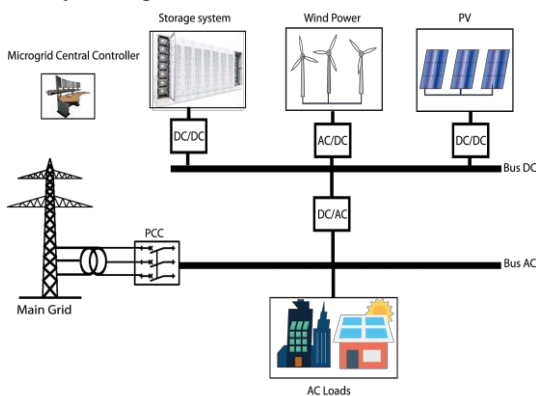 Storage system
Wind Power
PV
Microgrid Central Controller
DC/DC
AC/DC
DC/DC
Bus DC
DC/AC
PCC
Bus AC
Main Grid
AC Loads